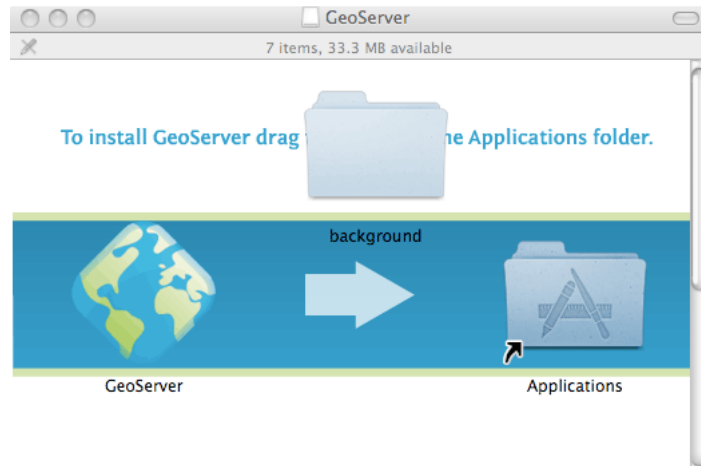 GeoServer
7 items, 33.3 MB available
To install GeoServer drag he Applications folder.
background
GeoServer
Applications